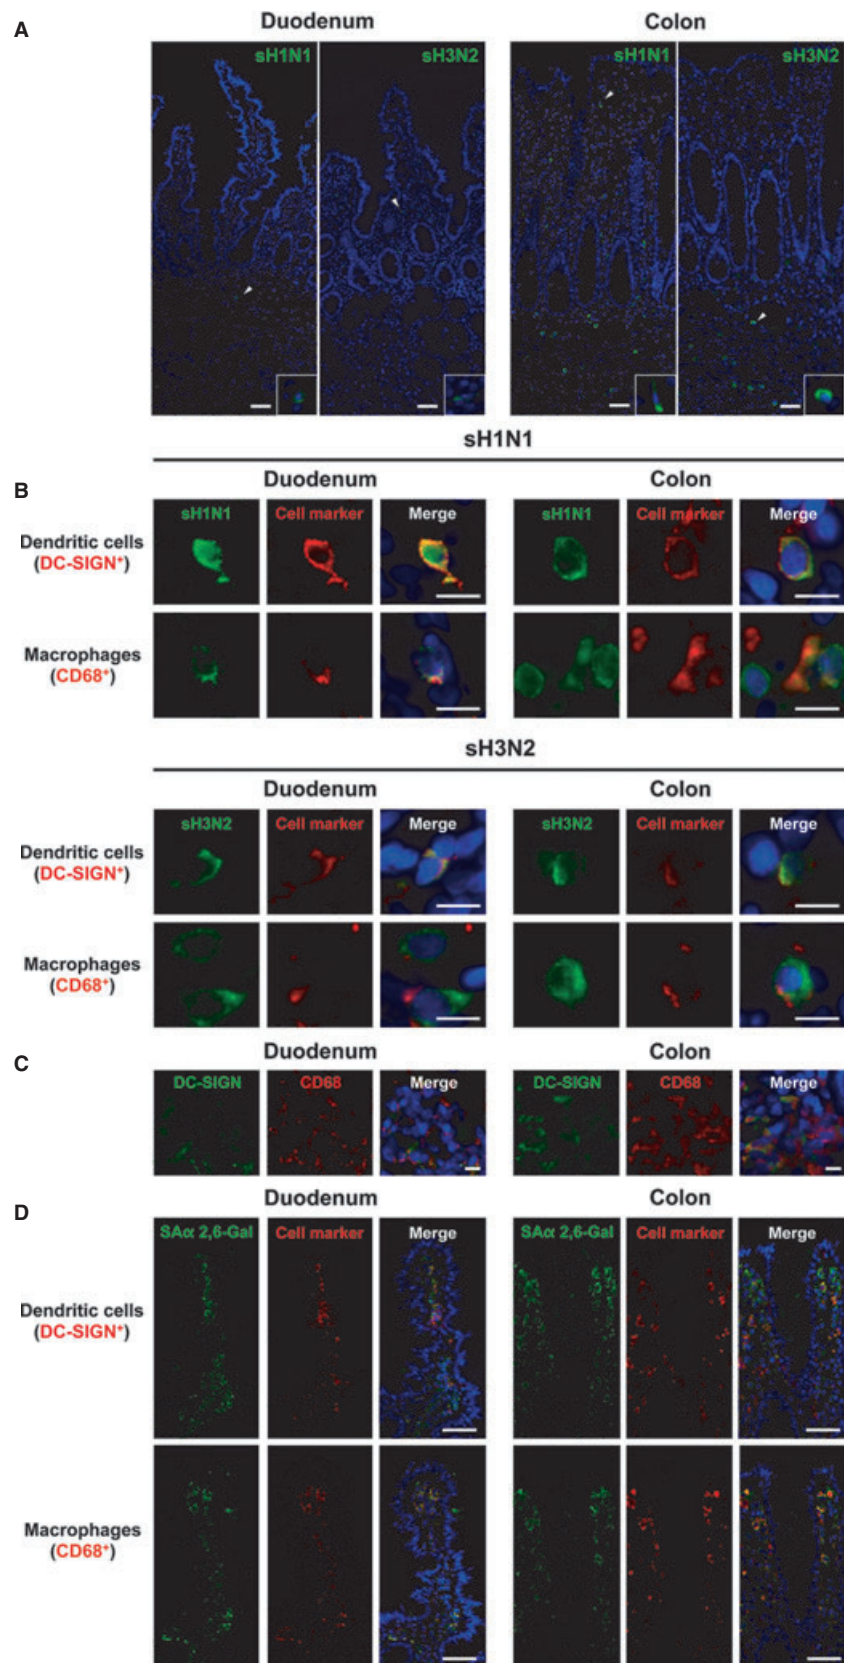 A
Duodenum
Colon
sH1N1
sH3N2
sH1N1
sH3N2
sH1N1
B
Duodenum
Colon
sH1N1
Cell marker
Merge
sH1N1
Cell marker
Merge
Dendritic cells
(DC-SIGN⁺)
Macrophages
(CD68⁺)
sH3N2
Duodenum
Colon
sH3N2
Cell marker
Merge
sH3N2
Cell marker
Merge
Dendritic cells
(DC-SIGN⁺)
Macrophages
(CD68⁺)
C
Duodenum
Colon
DC-SIGN
CD68
Merge
DC-SIGN
CD68
Merge
D
Duodenum
Colon
SAα 2,6-Gal
Cell marker
Merge
SAα 2,6-Gal
Cell marker
Merge
Dendritic cells
(DC-SIGN⁺)
Macrophages
(CD68⁺)